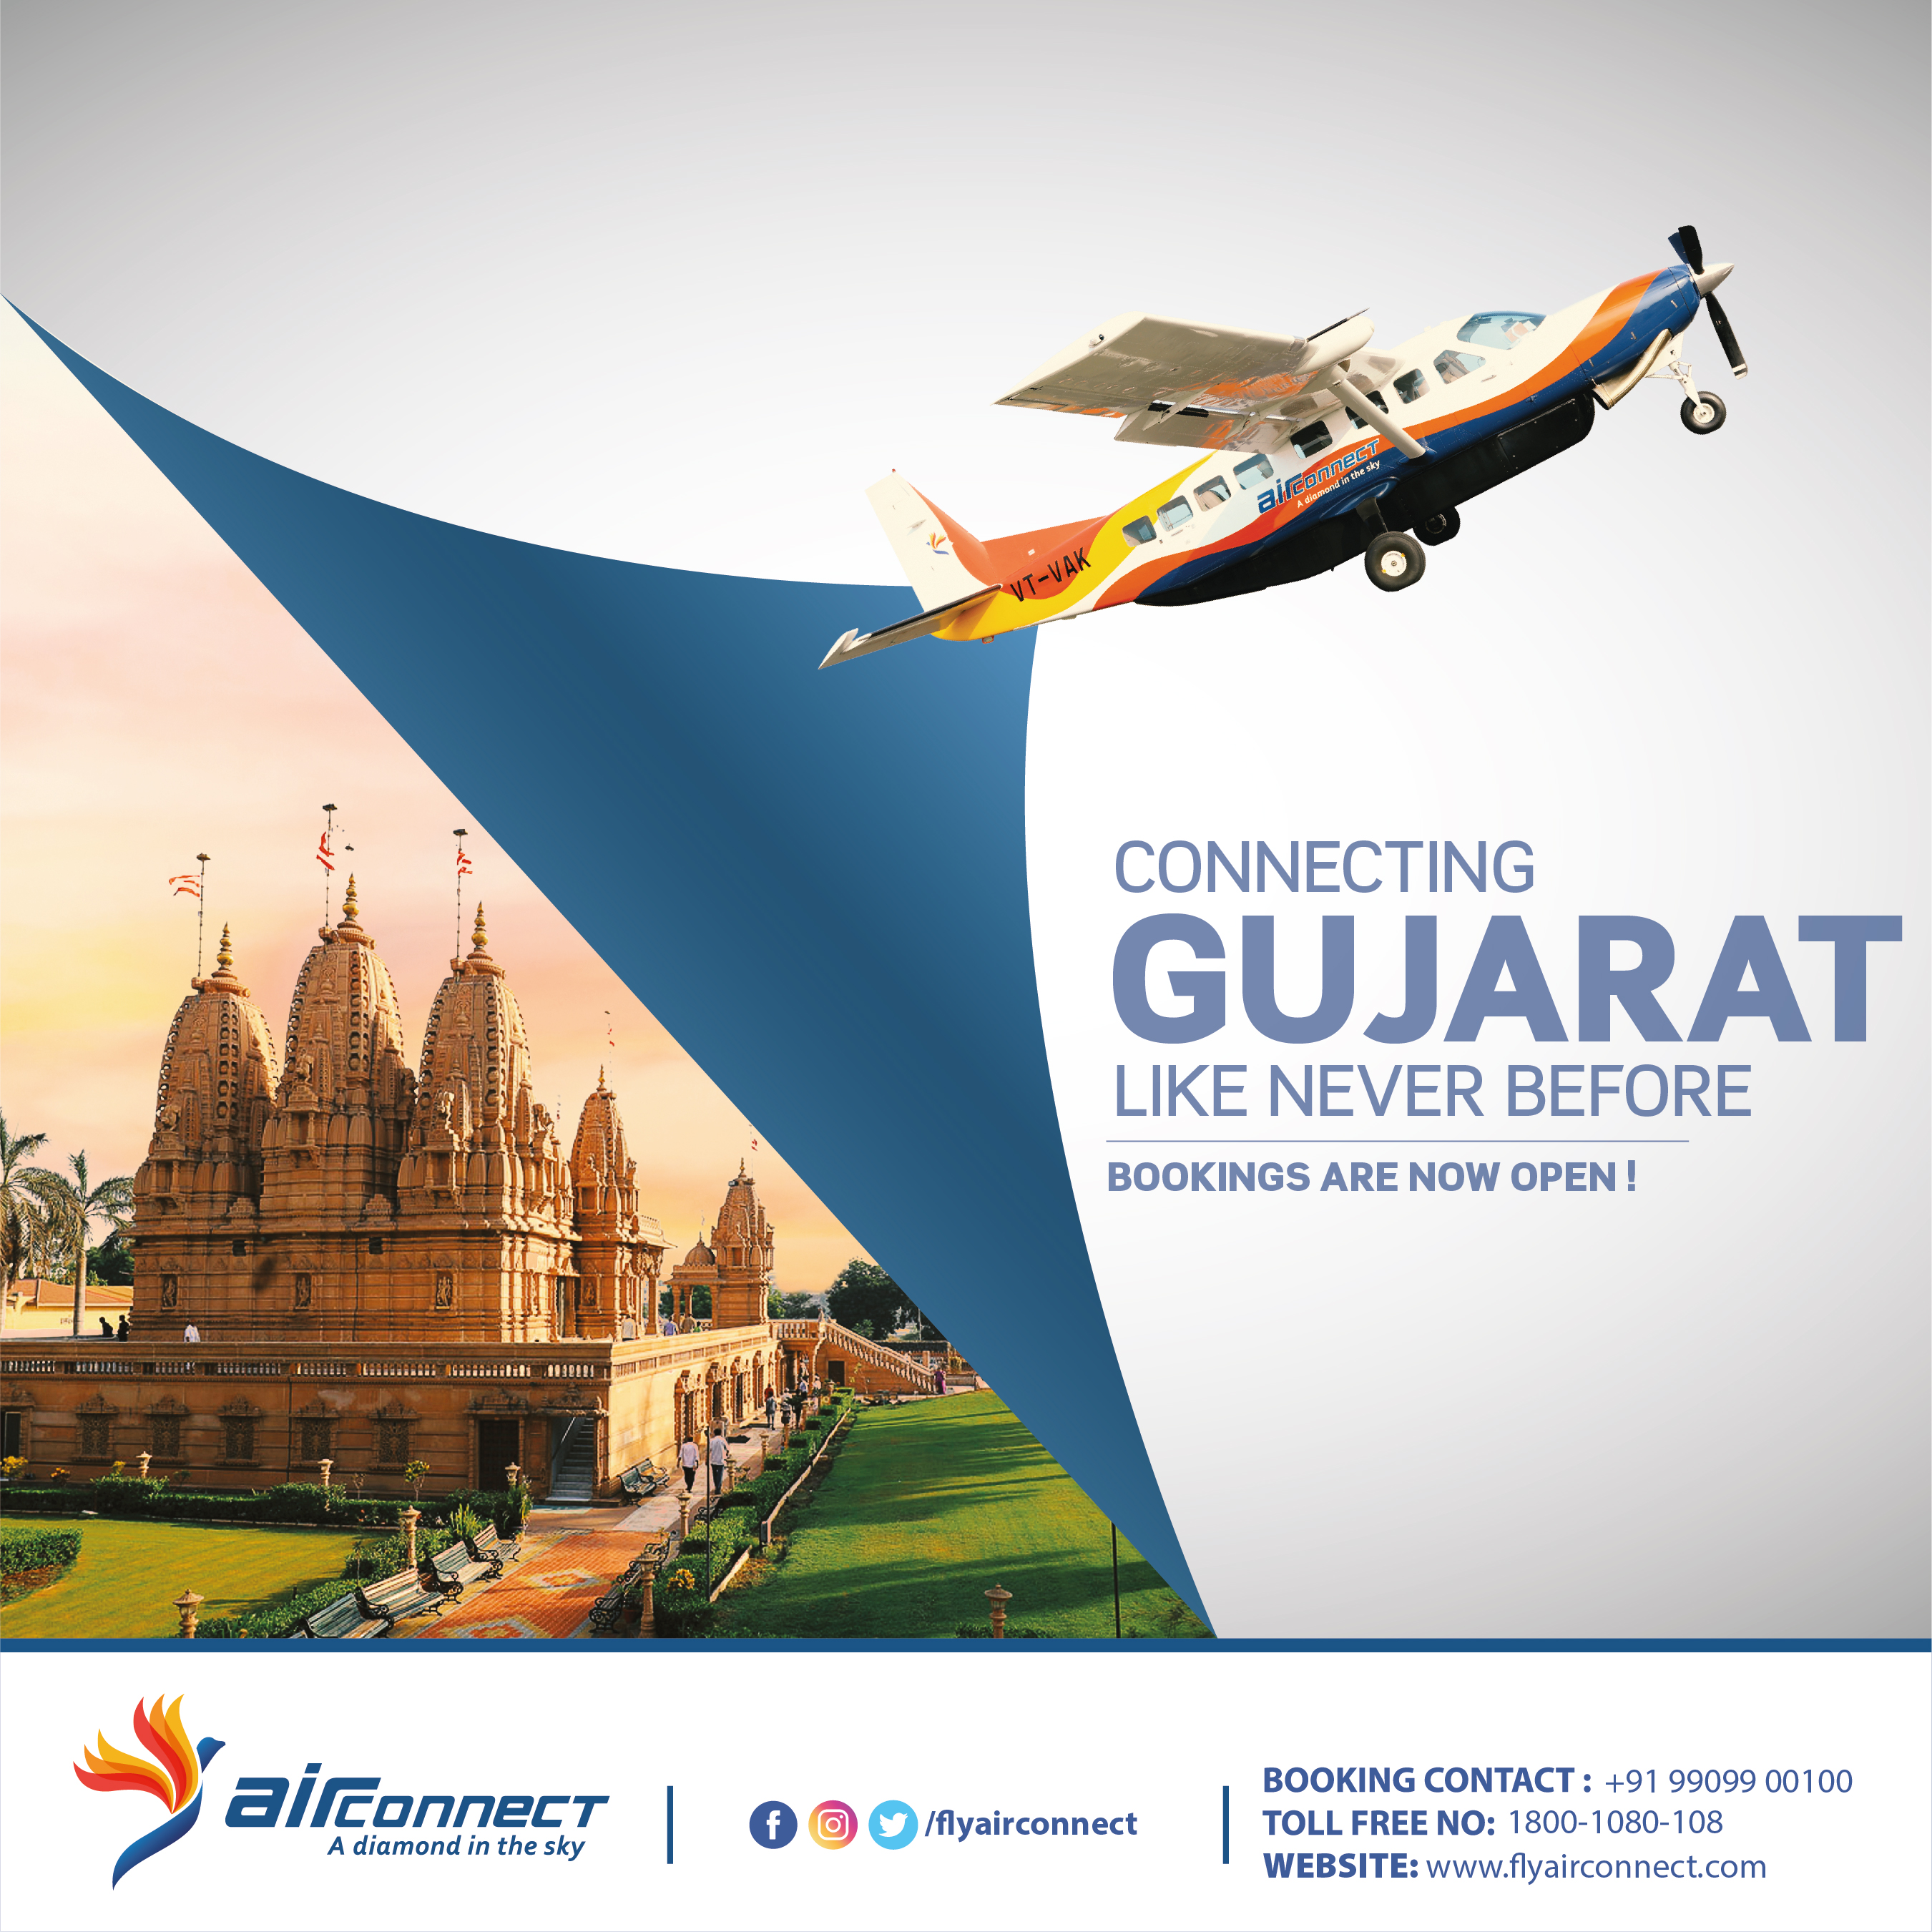 airconnect
A diamond in the sky
VT-VAK
CONNECTING
GUJARAT
LIKE NEVER BEFORE
BOOKINGS ARE NOW OPEN !
airconnect
A diamond in the sky
/flyairconnect
BOOKING CONTACT : +91 99099 00100
TOLL FREE NO: 1800-1080-108
WEBSITE: www.flyairconnect.com